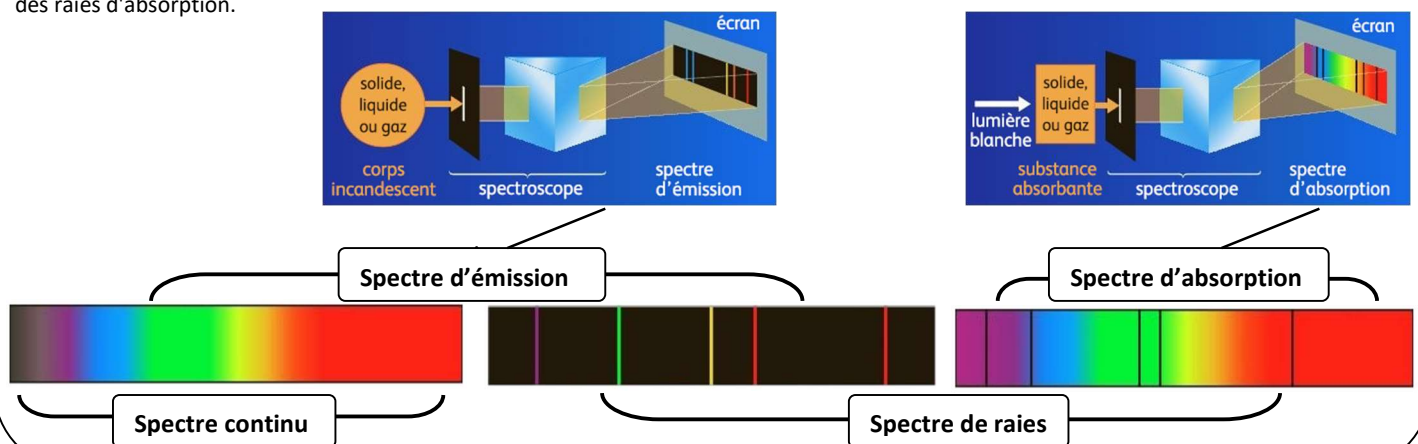 des raies d'absorption.
écran
solide,
liquide
ou gaz
corps
incandescent
spectroscope
spectre
d'émission
écran
lumière
blanche
solide,
liquide
ou gaz
substance
absorbante
spectroscope
spectre
d'absorption
Spectre d'émission
Spectre d'absorption
Spectre continu
Spectre de raies